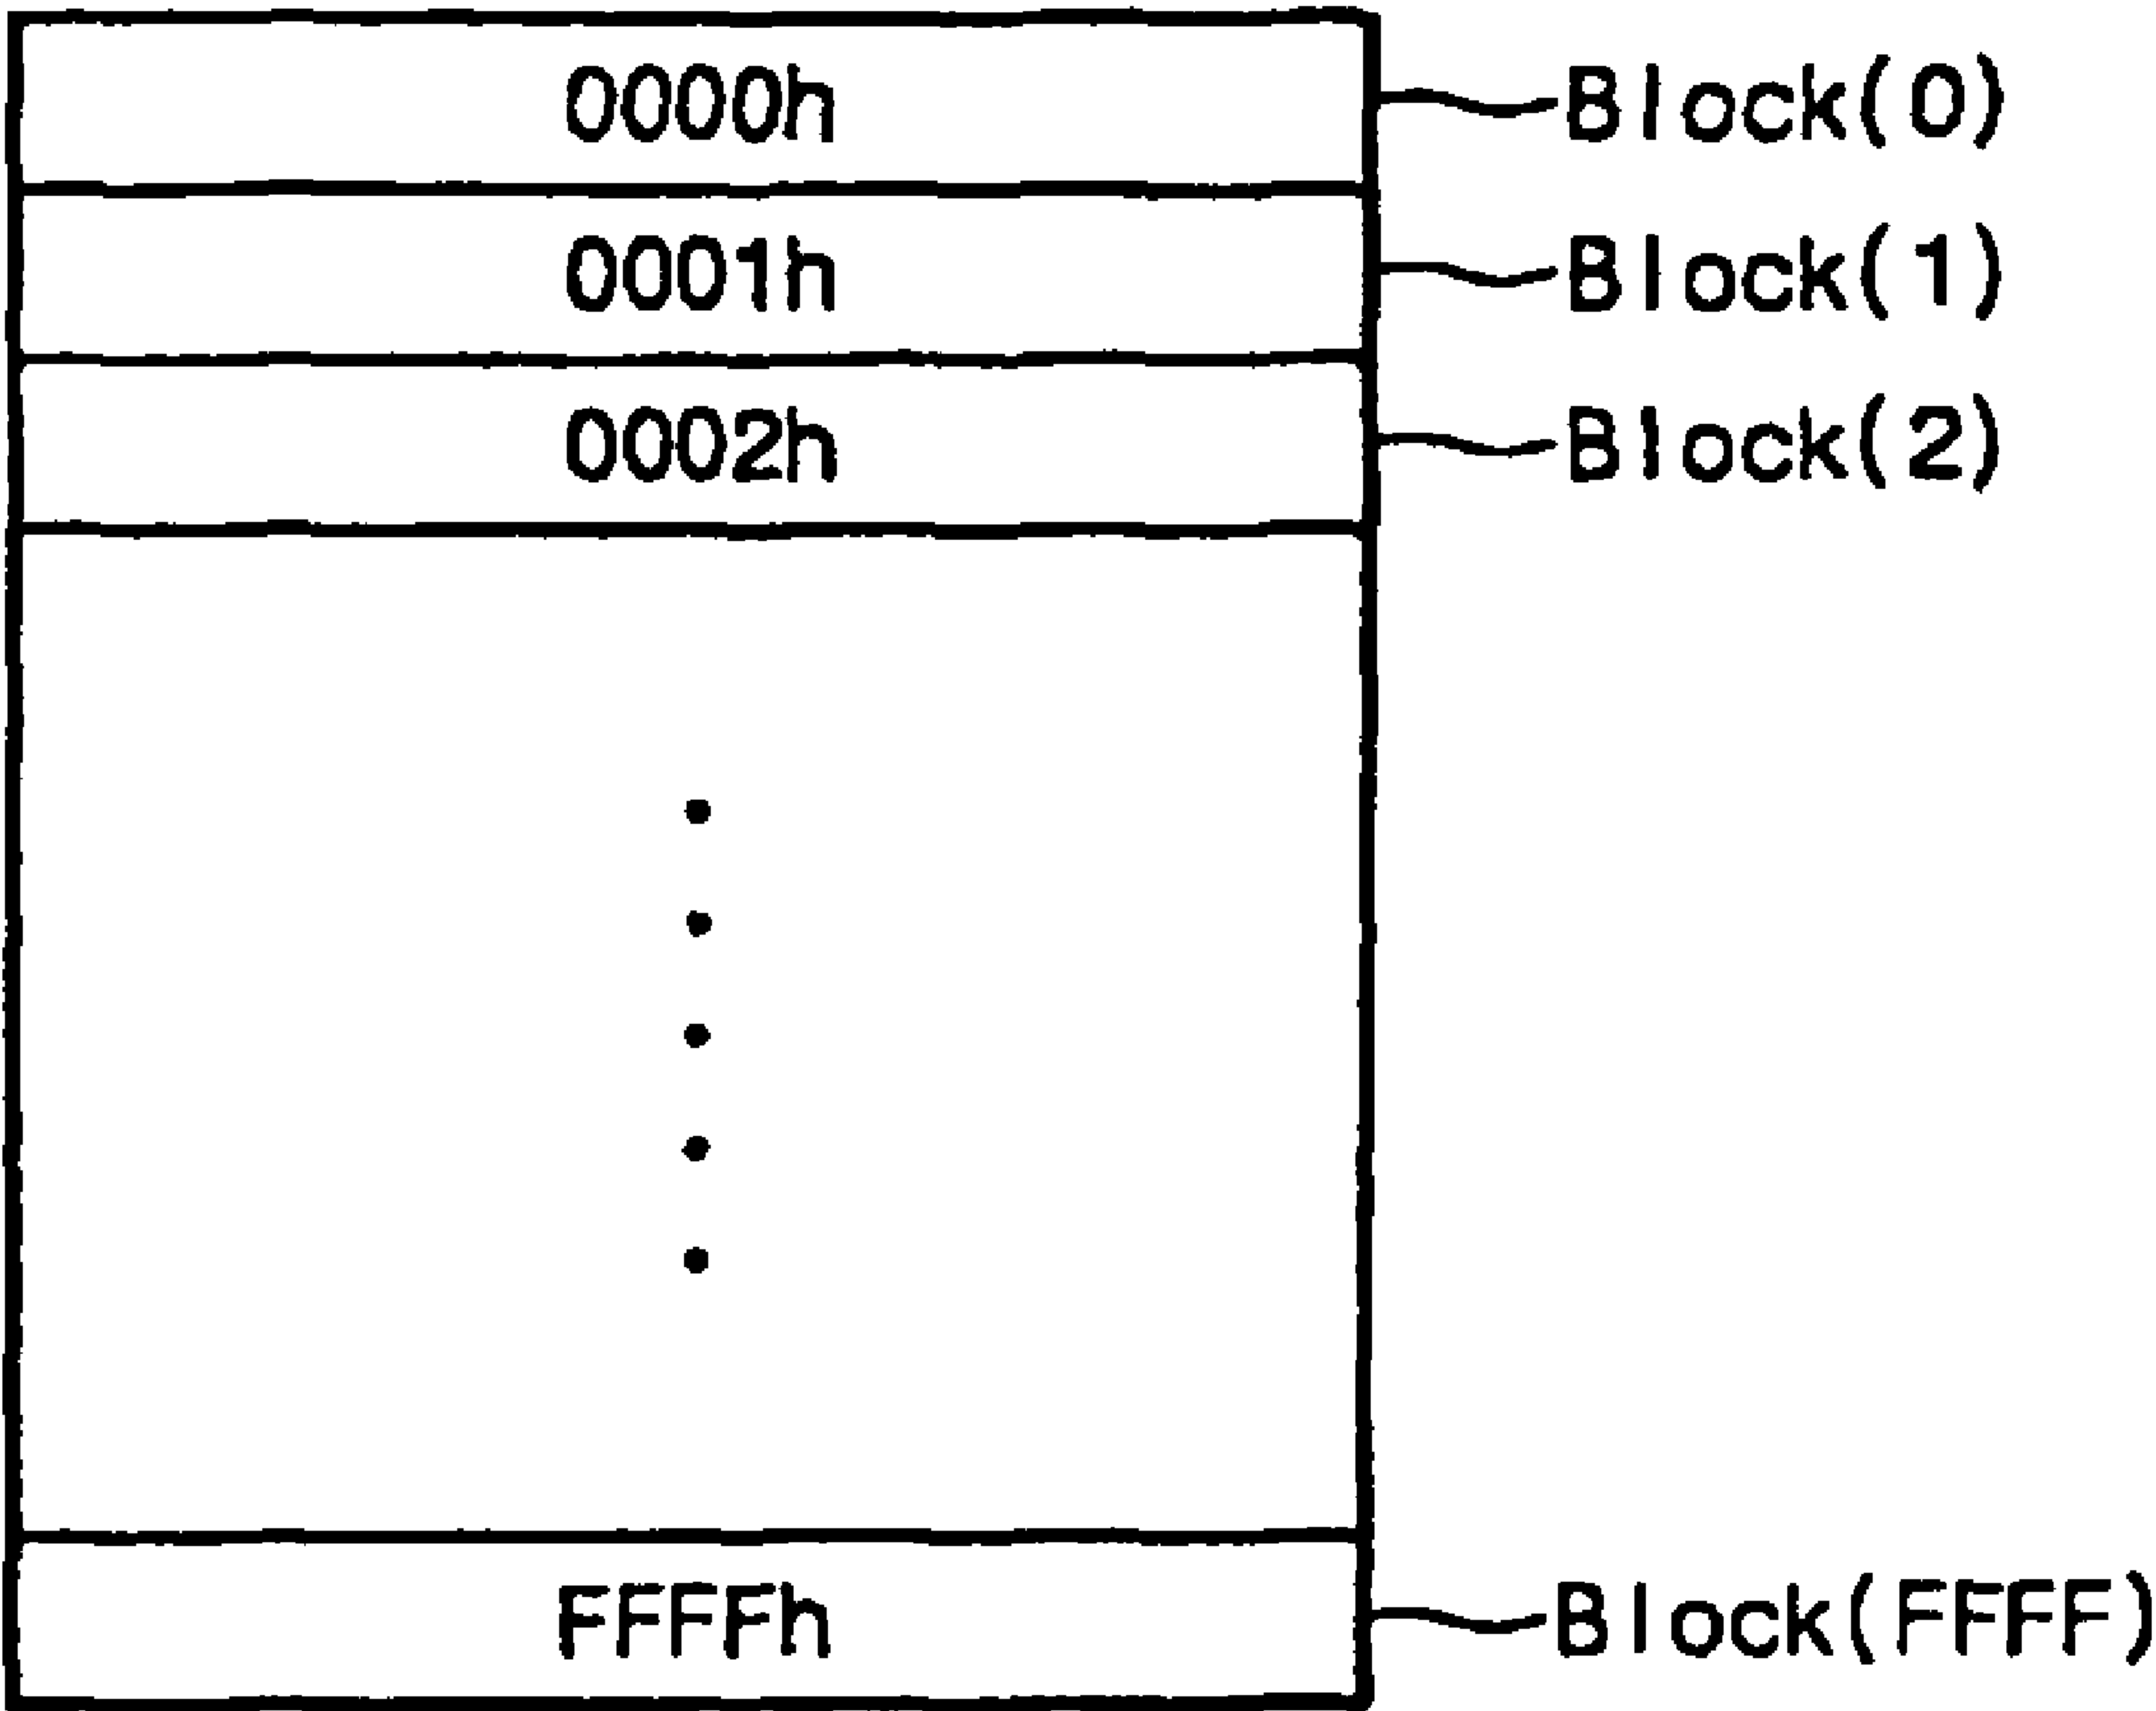 0000h Block(0)
0001h Block(1)
0002h Block(2)
FFFFh Block(FFFF)